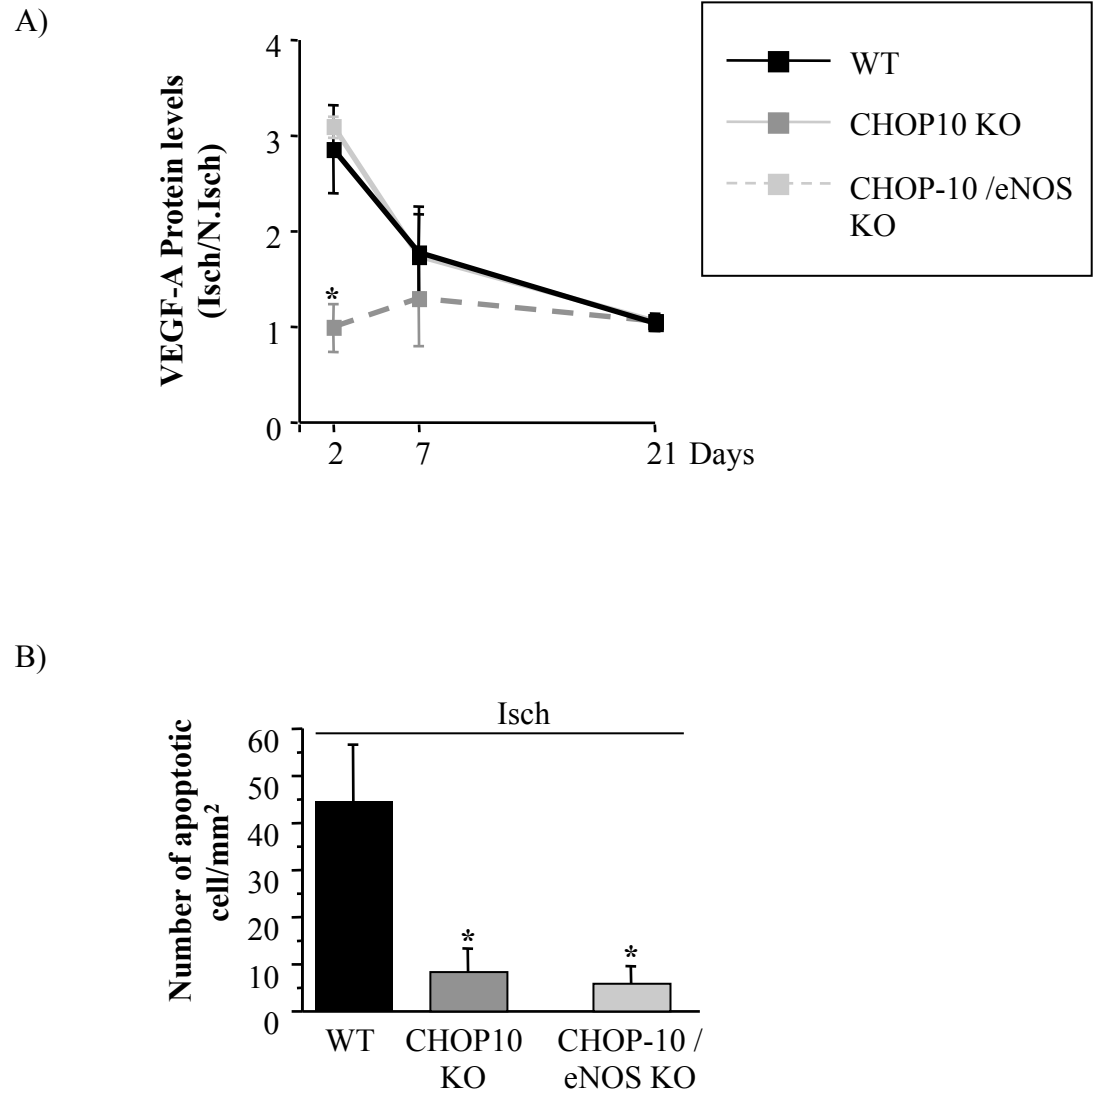 A)
VEGF-A Protein levels
(Isch/N.Isch)
4
3
2
1
0
*
2
7
21 Days
WT
CHOP10 KO
CHOP-10 /eNOS
KO
B)
Number of apoptotic
cell/mm²
Isch
60
50
40
30
20
10
0
*
*
WT
CHOP10
KO
CHOP-10 /
eNOS KO